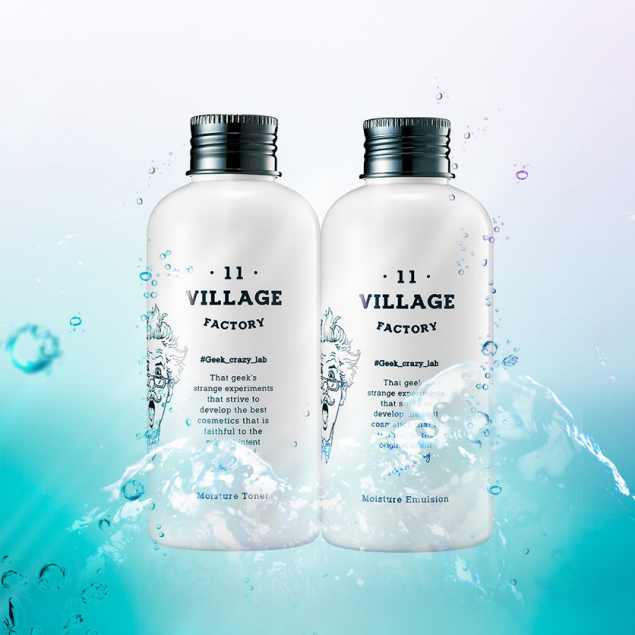 · 11 ·
VILLAGE
FACTORY
#Geek_crazy_lab
That geek's
strange experiments
that strive to
develop the best
cosmetics that is
faithful to the
Moisture Toner
· 11 ·
VILLAGE
FACTORY
#Geek_crazy_lab
That
strange experiments
that
develop the best
Moisture Emulsion